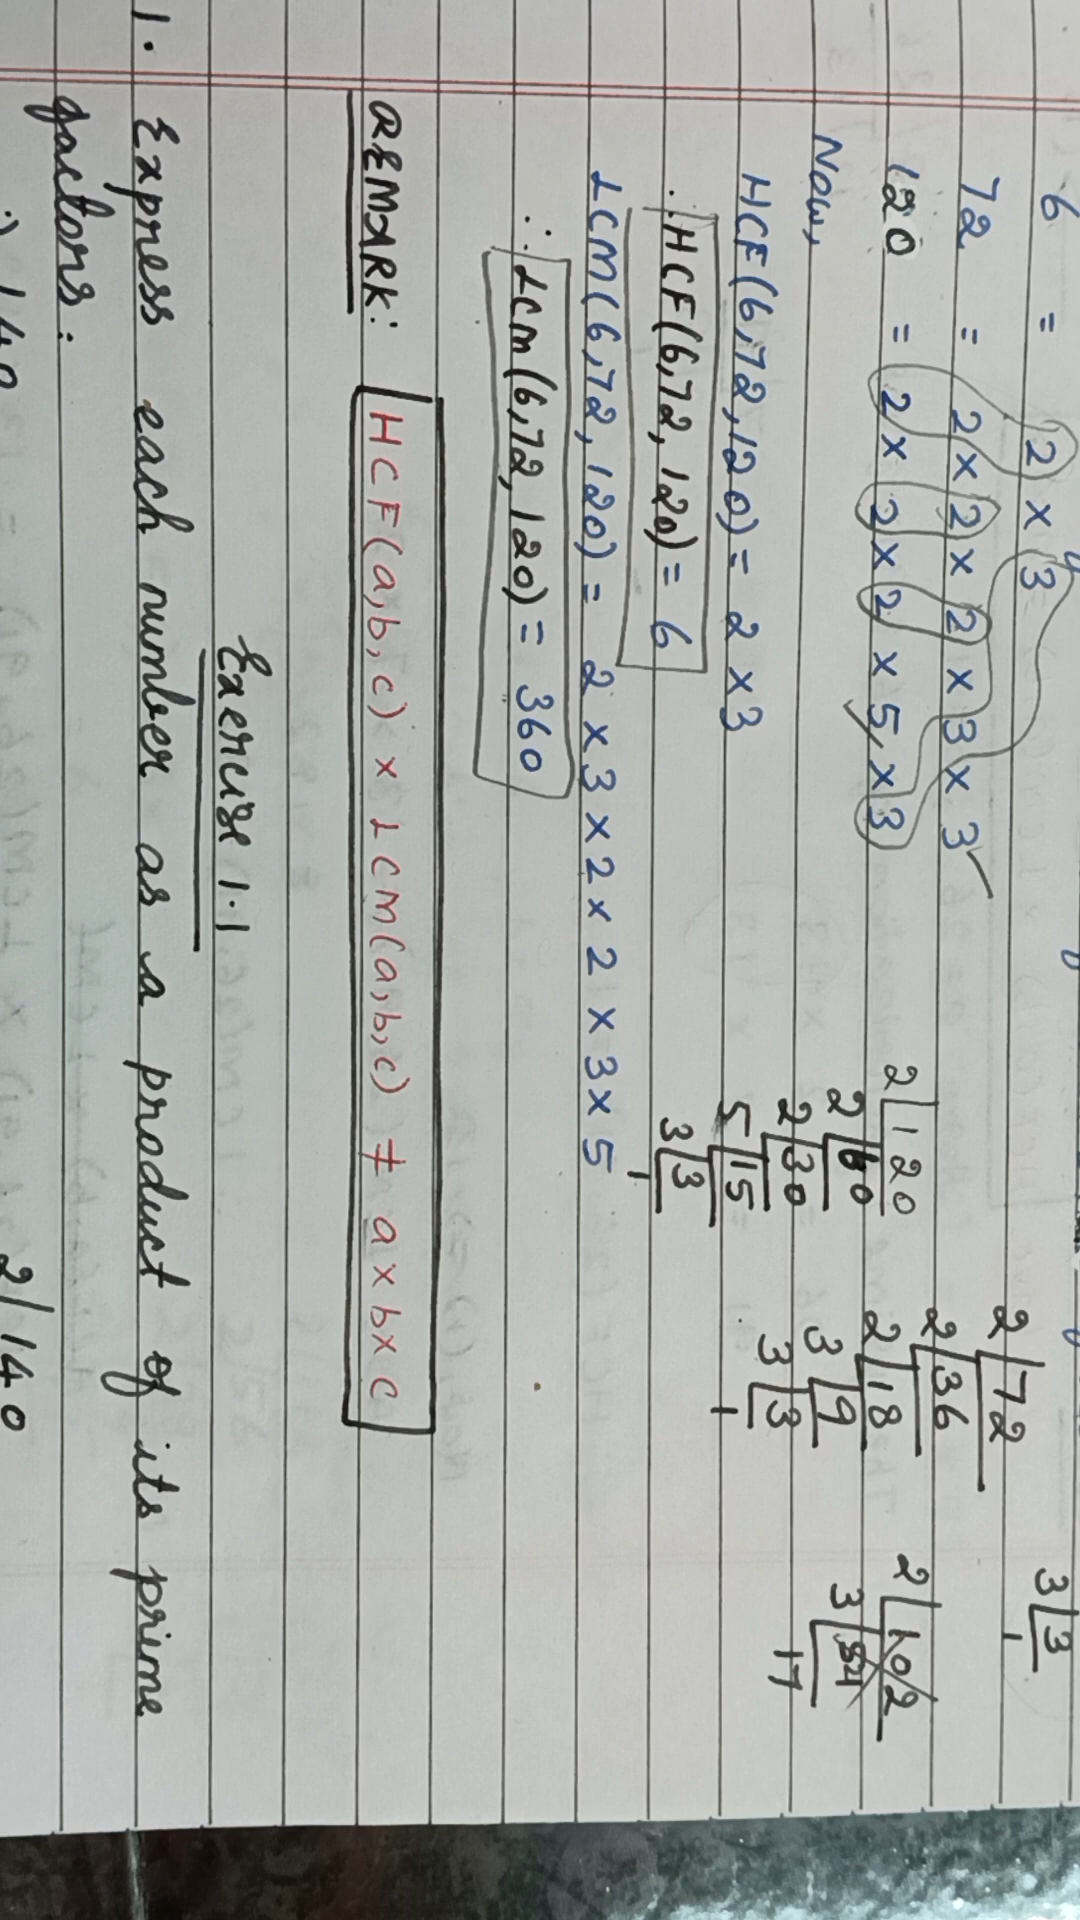 6 = 2 × 3
72 = 2 × 2 × 2 × 3 × 3
120 = 2 × 2 × 2 × 5 × 3
Now,
HCF(6,72,120) = 2 × 3
∴ HCF(6,72,120) = 6
LCM(6,72,120) = 2 × 3 × 2 × 2 × 3 × 5
∴ LCM(6,72,120) = 360
2|120
2|60
2|30
5|15
3|3
1
2|72
2|36
2|18
3|9
3|3
1
3|3
1
2|102
3|
17
REMARK: HCF(a,b,c) × LCM(a,b,c) ≠ a×b×c
Exercise 1.1
1. Express each number as a product of its prime
factors:
i) 140
2|140